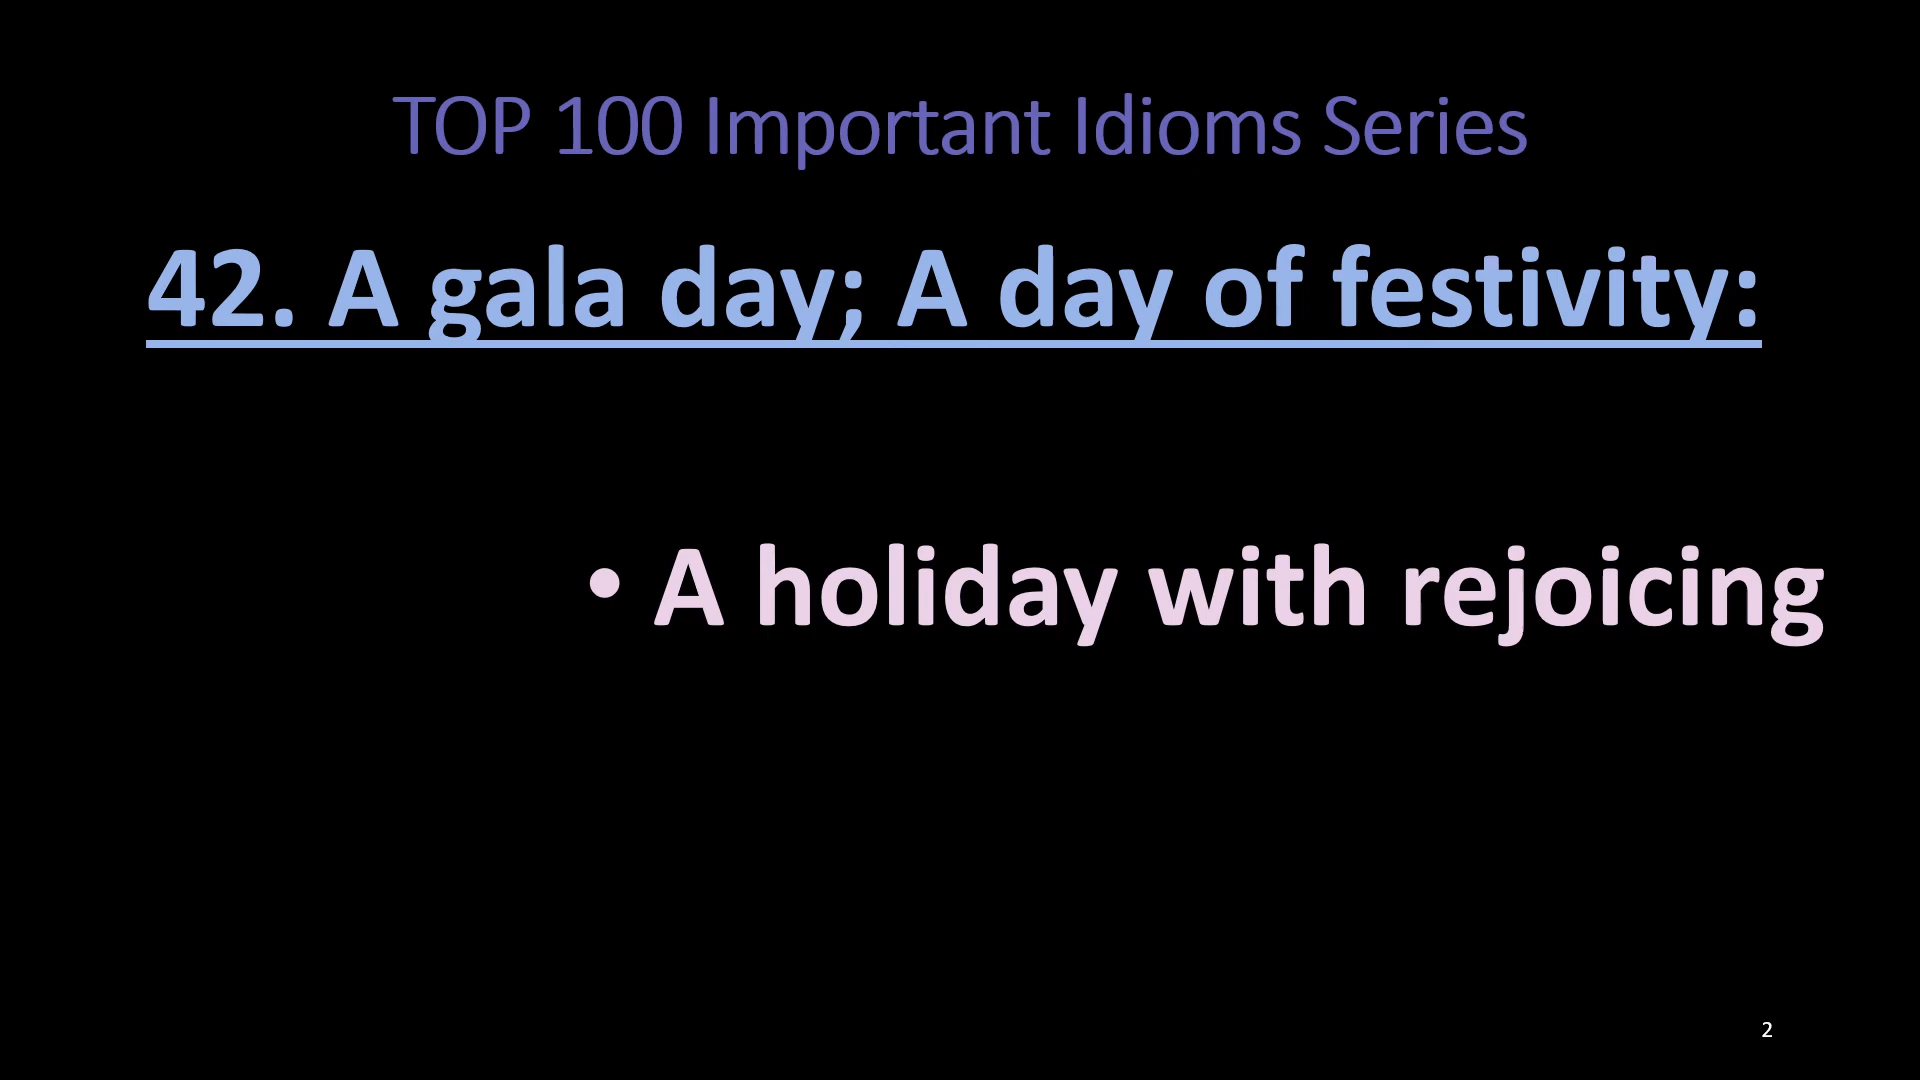 TOP 100 Important Idioms Series
42. A gala day; A day of festivity:
• A holiday with rejoicing
2